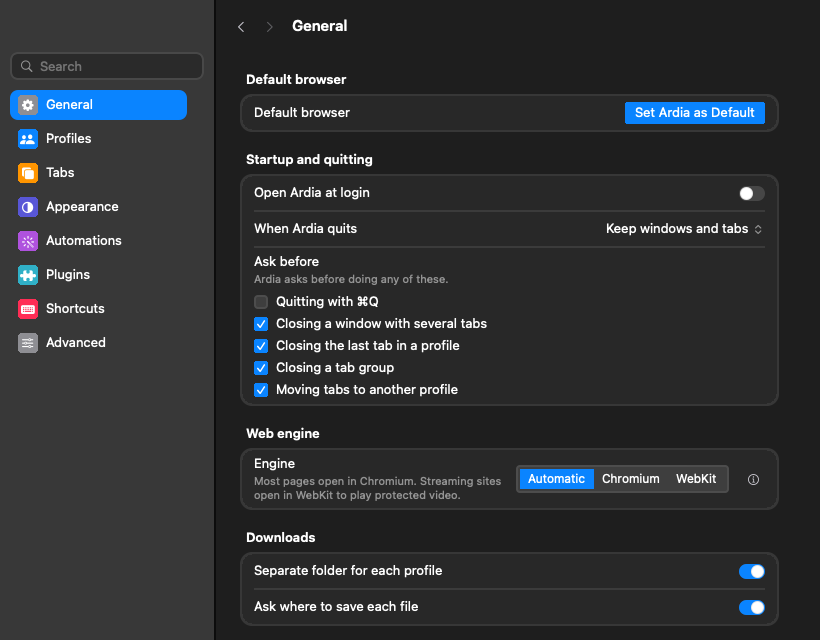 General
Search
General
Profiles
Tabs
Appearance
Automations
Plugins
Shortcuts
Advanced
Default browser
Default browser
Set Ardia as Default
Startup and quitting
Open Ardia at login
When Ardia quits
Keep windows and tabs
Ask before
Ardia asks before doing any of these.
Quitting with ⌘Q
Closing a window with several tabs
Closing the last tab in a profile
Closing a tab group
Moving tabs to another profile
Web engine
Engine
Most pages open in Chromium. Streaming sites
open in WebKit to play protected video.
Automatic Chromium WebKit
Downloads
Separate folder for each profile
Ask where to save each file